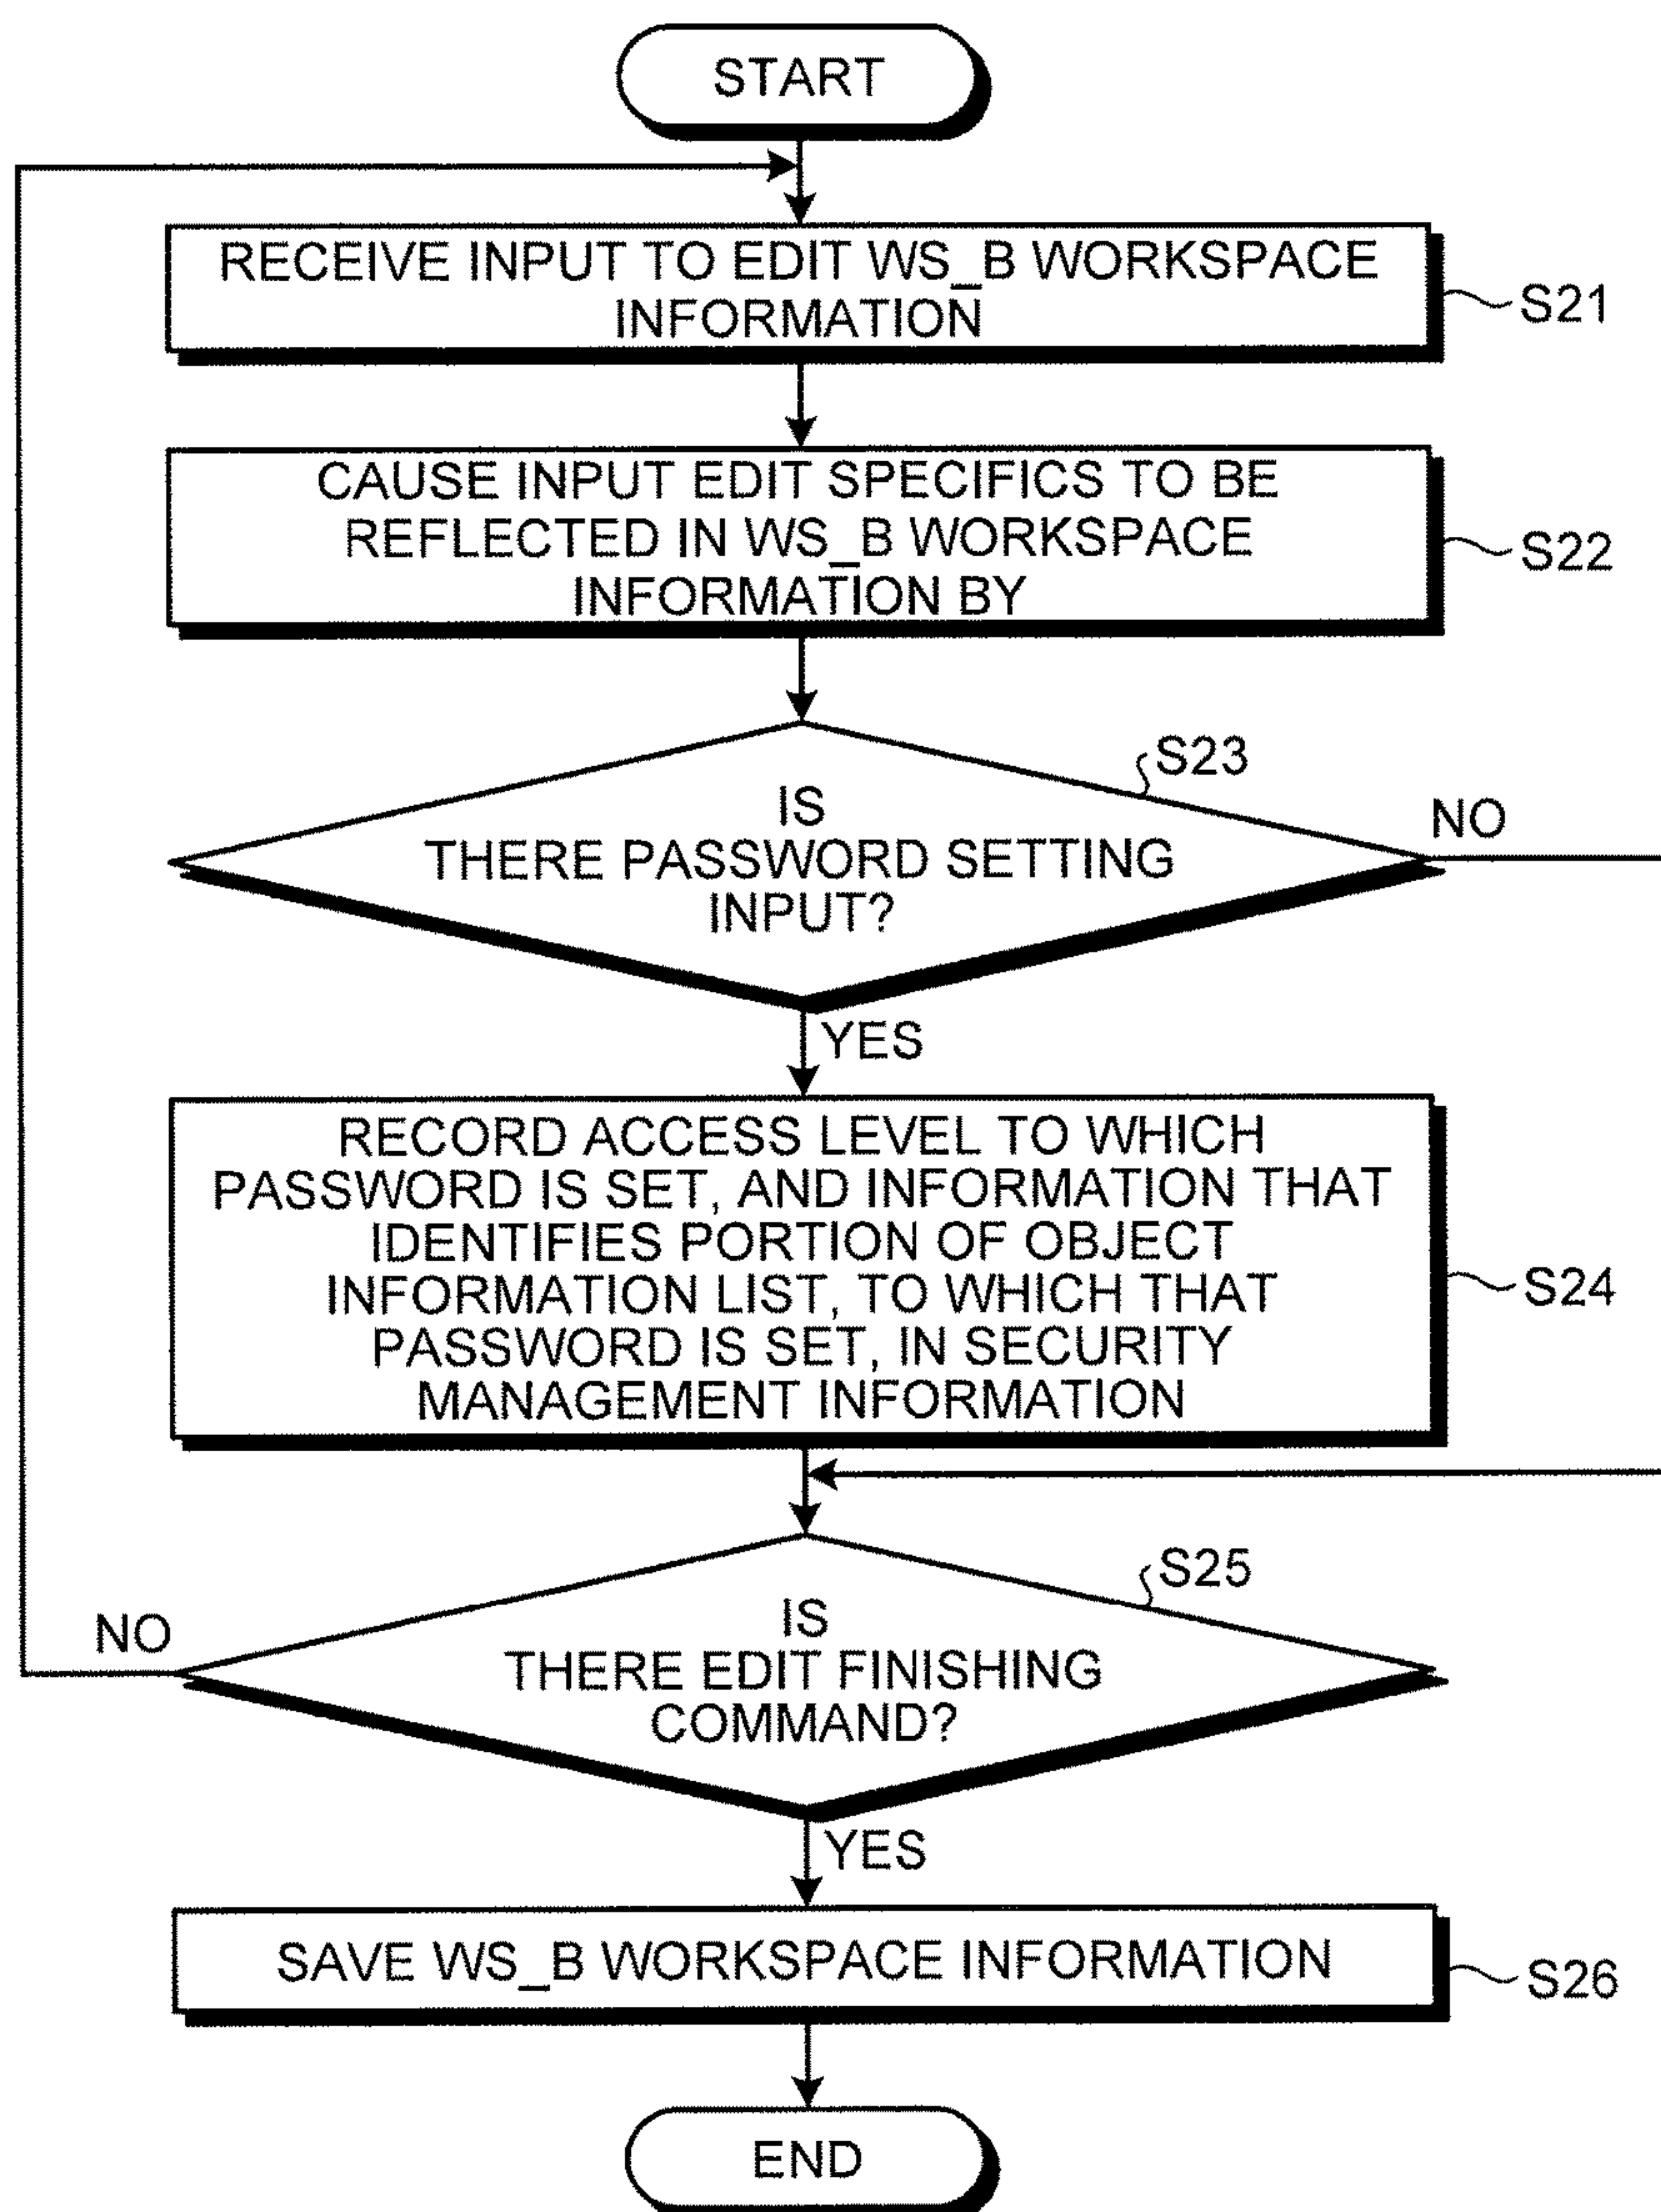 START
RECEIVE INPUT TO EDIT WS_B WORKSPACE
INFORMATION
S21
CAUSE INPUT EDIT SPECIFICS TO BE
REFLECTED IN WS_B WORKSPACE
INFORMATION BY
S22
S23
IS
THERE PASSWORD SETTING
INPUT?
NO
YES
RECORD ACCESS LEVEL TO WHICH
PASSWORD IS SET, AND INFORMATION THAT
IDENTIFIES PORTION OF OBJECT
INFORMATION LIST, TO WHICH THAT
PASSWORD IS SET, IN SECURITY
MANAGEMENT INFORMATION
S24
S25
IS
THERE EDIT FINISHING
COMMAND?
NO
YES
SAVE WS_B WORKSPACE INFORMATION
S26
END